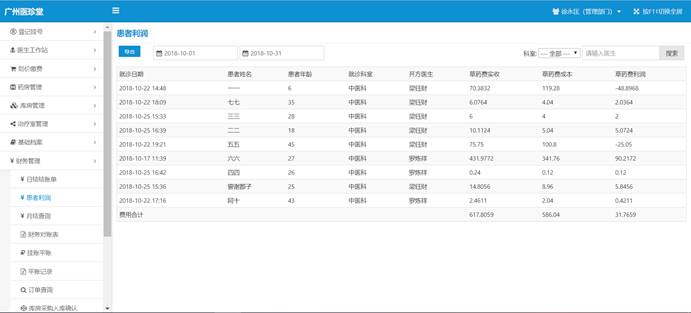 广州医珍堂
徐永匡（管理部门）
按F11切换全屏
登记挂号
医生工作站
划价缴费
药房管理
库房管理
治疗室管理
基础档案
财务管理
日结结账单
患者利润
月结查询
财务对账表
挂账平账
平账记录
订单查询
库房采购入库确认
患者利润
导出 2018-10-01 2018-10-31 科室: --- 全部 --- 请输入医生 搜索
就诊日期 患者姓名 患者年龄 就诊科室 开方医生 草药费实收 草药费成本 草药费利润
2018-10-22 14:48 一一 6 中医科 梁钰财 70.3832 119.28 -48.8968
2018-10-22 18:09 七七 35 中医科 梁钰财 6.0764 4.04 2.0364
2018-10-25 15:33 三三 28 中医科 梁钰财 6 4 2
2018-10-25 16:39 二二 18 中医科 梁钰财 10.1124 5.04 5.0724
2018-10-22 19:21 五五 45 中医科 梁钰财 75.75 100.8 -25.05
2018-10-17 11:39 六六 27 中医科 罗炼祥 431.9772 341.76 90.2172
2018-10-25 16:42 四四 26 中医科 罗炼祥 0.24 0.12 0.12
2018-10-25 15:36 曾谢郡子 25 中医科 梁钰财 14.8056 8.96 5.8456
2018-10-22 17:16 阿十 43 中医科 罗炼祥 2.4611 2.04 0.4211
费用合计 617.8059 586.04 31.7659